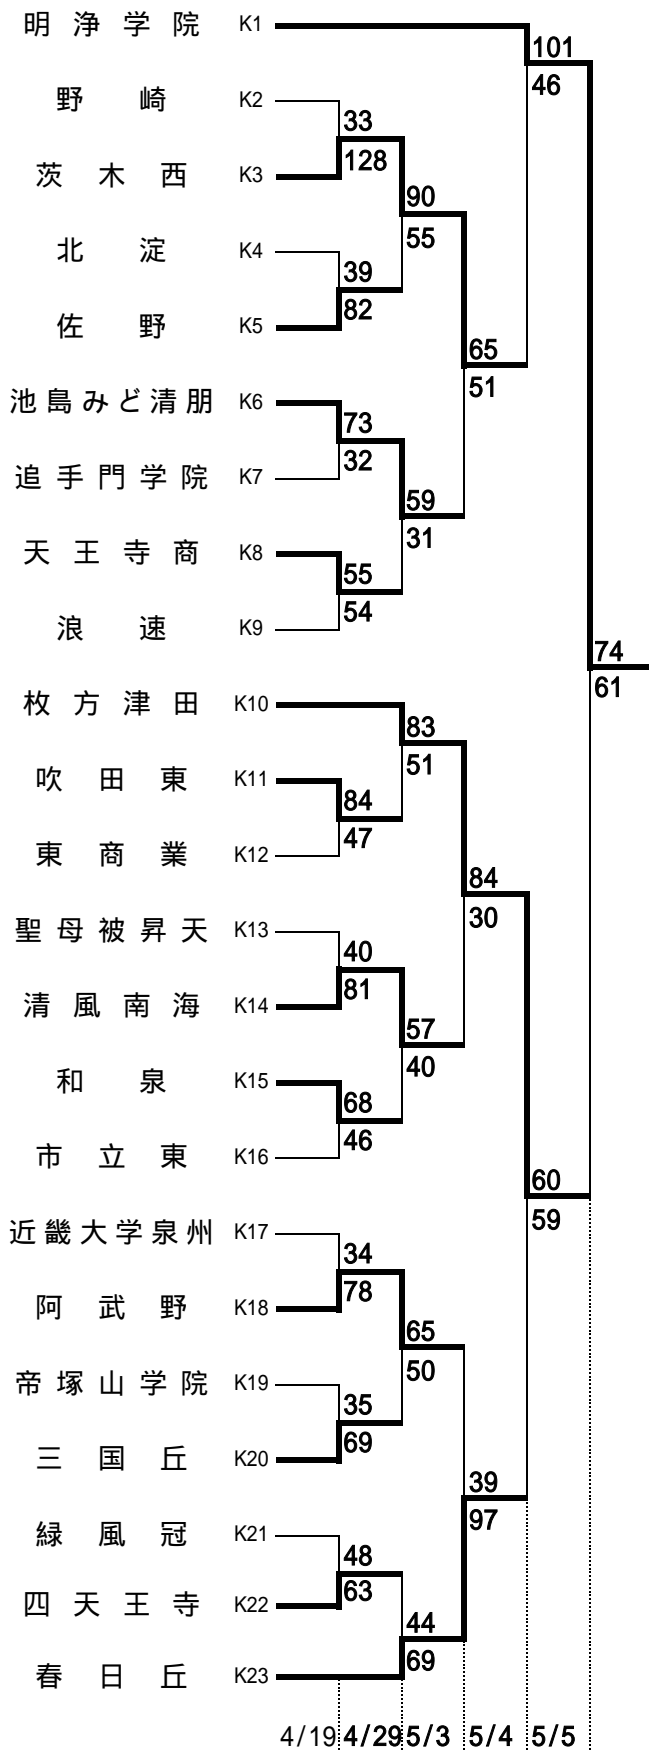 明浄学院 K1
101
46
野崎 K2
33
128
茨木西 K3
90
55
北淀 K4
39
82
佐野 K5
65
51
池島みど清朋 K6
73
32
追手門学院 K7
59
31
天王寺商 K8
55
54
浪速 K9
74
61
枚方津田 K10
83
51
吹田東 K11
84
47
東商業 K12
84
30
聖母被昇天 K13
40
81
清風南海 K14
57
40
和泉 K15
68
46
市立東 K16
60
59
近畿大学泉州 K17
34
78
阿武野 K18
65
50
帝塚山学院 K19
35
69
三国丘 K20
39
97
緑風冠 K21
48
63
四天王寺 K22
44
69
春日丘 K23
4/19 4/29 5/3 5/4 5/5